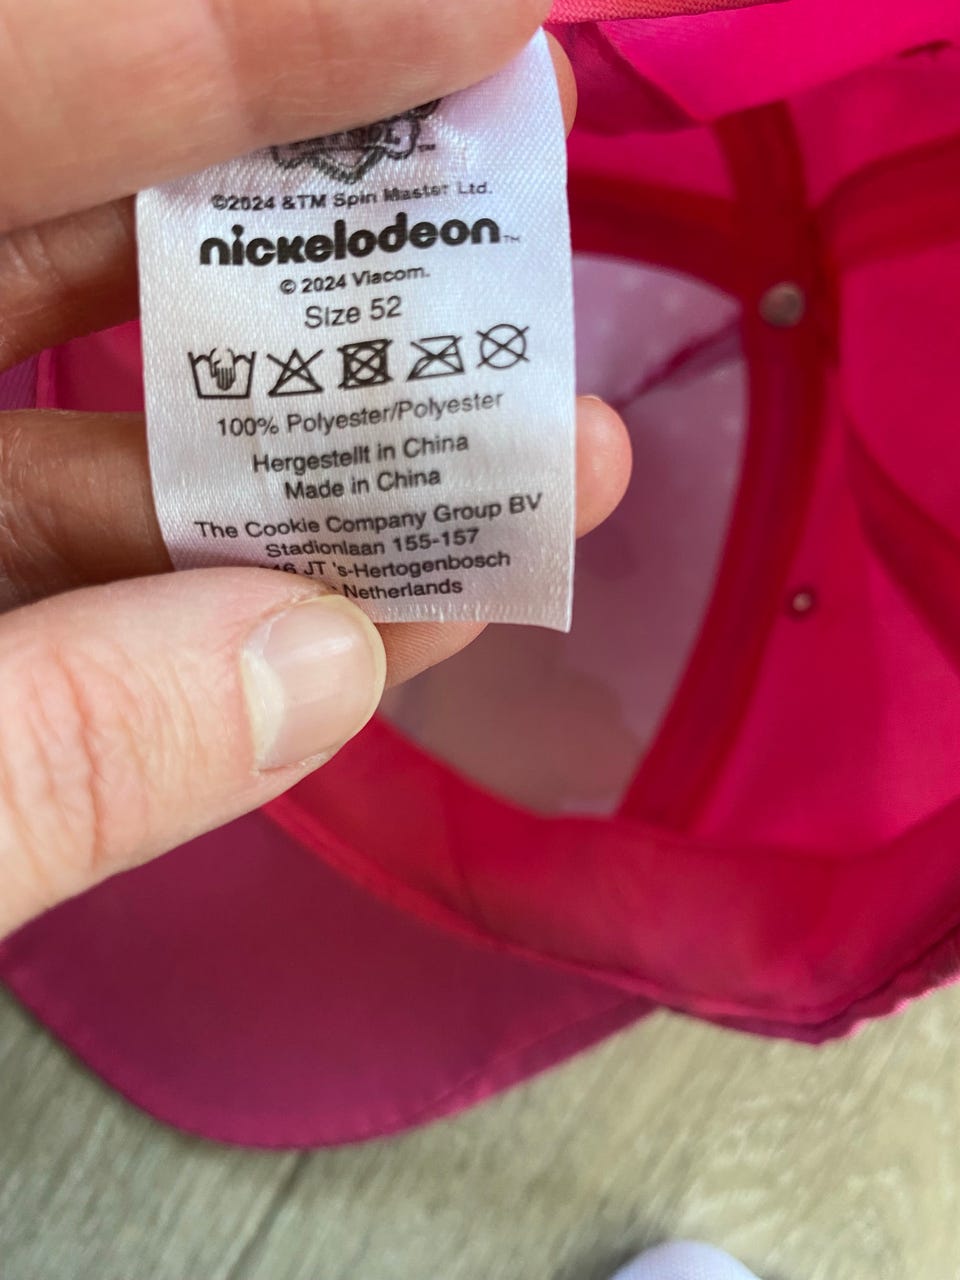 ©2024 &TM Spin Master Ltd.
nickelodeon™
© 2024 Viacom.
Size 52
100% Polyester/Polyester
Hergestellt in China
Made in China
The Cookie Company Group BV
Stadionlaan 155-157
JT 's-Hertogenbosch
Netherlands